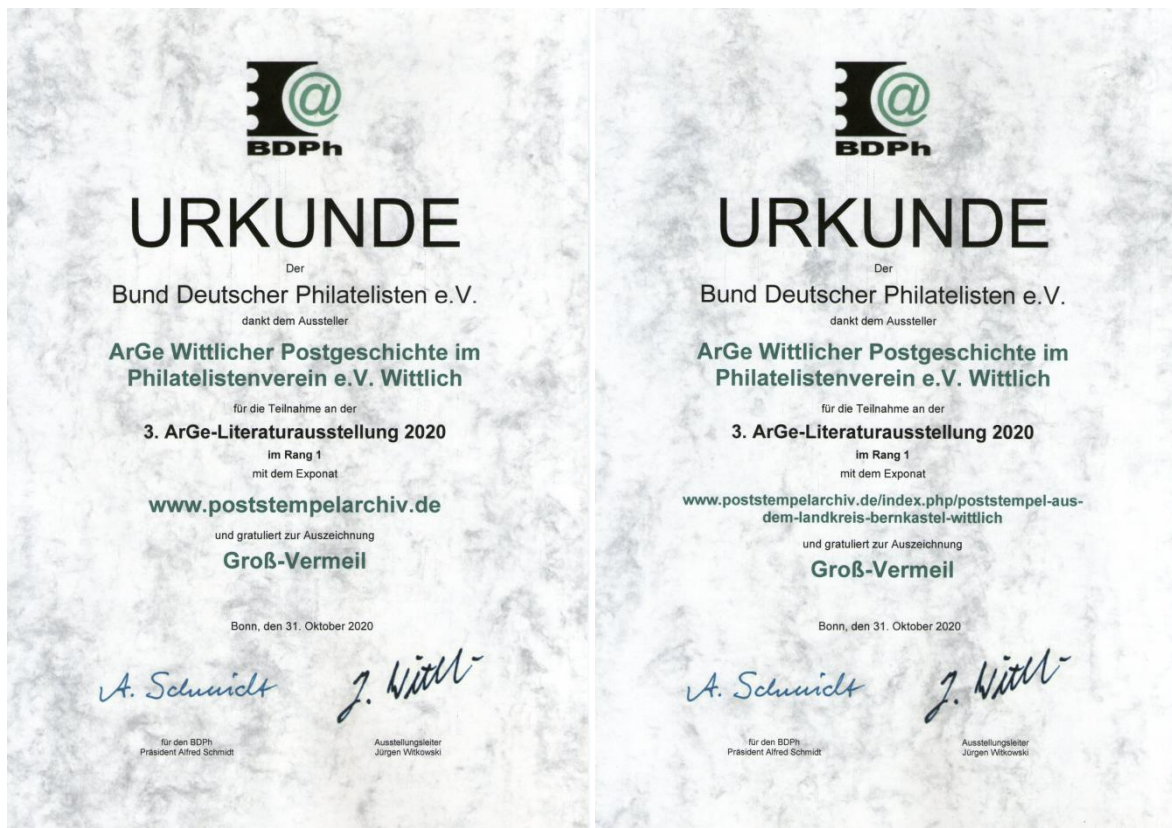 BDPh
URKUNDE
Der
Bund Deutscher Philatelisten e.V.
dankt dem Aussteller
ArGe Wittlicher Postgeschichte im
Philatelistenverein e.V. Wittlich
für die Teilnahme an der
3. ArGe-Literaturausstellung 2020
im Rang 1
mit dem Exponat
www.poststempelarchiv.de
und gratuliert zur Auszeichnung
Groß-Vermeil
Bonn, den 31. Oktober 2020
A. Schmidt
J. Witk
für den BDPh
Präsident Alfred Schmidt
Ausstellungsleiter
Jürgen Witkowski
BDPh
URKUNDE
Der
Bund Deutscher Philatelisten e.V.
dankt dem Aussteller
ArGe Wittlicher Postgeschichte im
Philatelistenverein e.V. Wittlich
für die Teilnahme an der
3. ArGe-Literaturausstellung 2020
im Rang 1
mit dem Exponat
www.poststempelarchiv.de/index.php/poststempel-aus-
dem-landkreis-bernkastel-wittlich
und gratuliert zur Auszeichnung
Groß-Vermeil
Bonn, den 31. Oktober 2020
A. Schmidt
J. Witk
für den BDPh
Präsident Alfred Schmidt
Ausstellungsleiter
Jürgen Witkowski